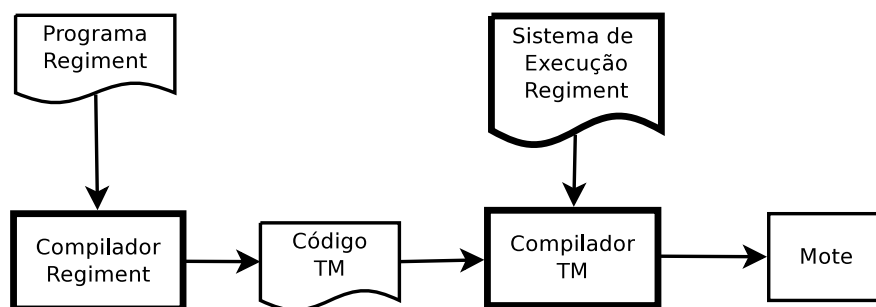 Programa
Regiment
Sistema de
Execução
Regiment
Compilador
Regiment
Código
TM
Compilador
TM
Mote